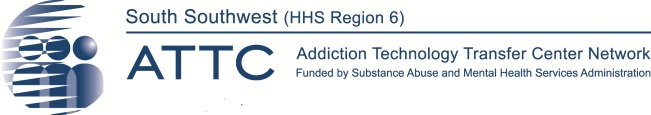 South Southwest (HHS Region 6)
ATTC
Addiction Technology Transfer Center Network
Funded by Substance Abuse and Mental Health Services Administration